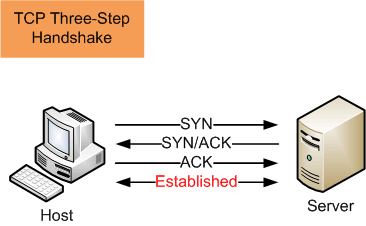 TCP Three-Step
Handshake
SYN
SYN/ACK
ACK
Established
Host
Server